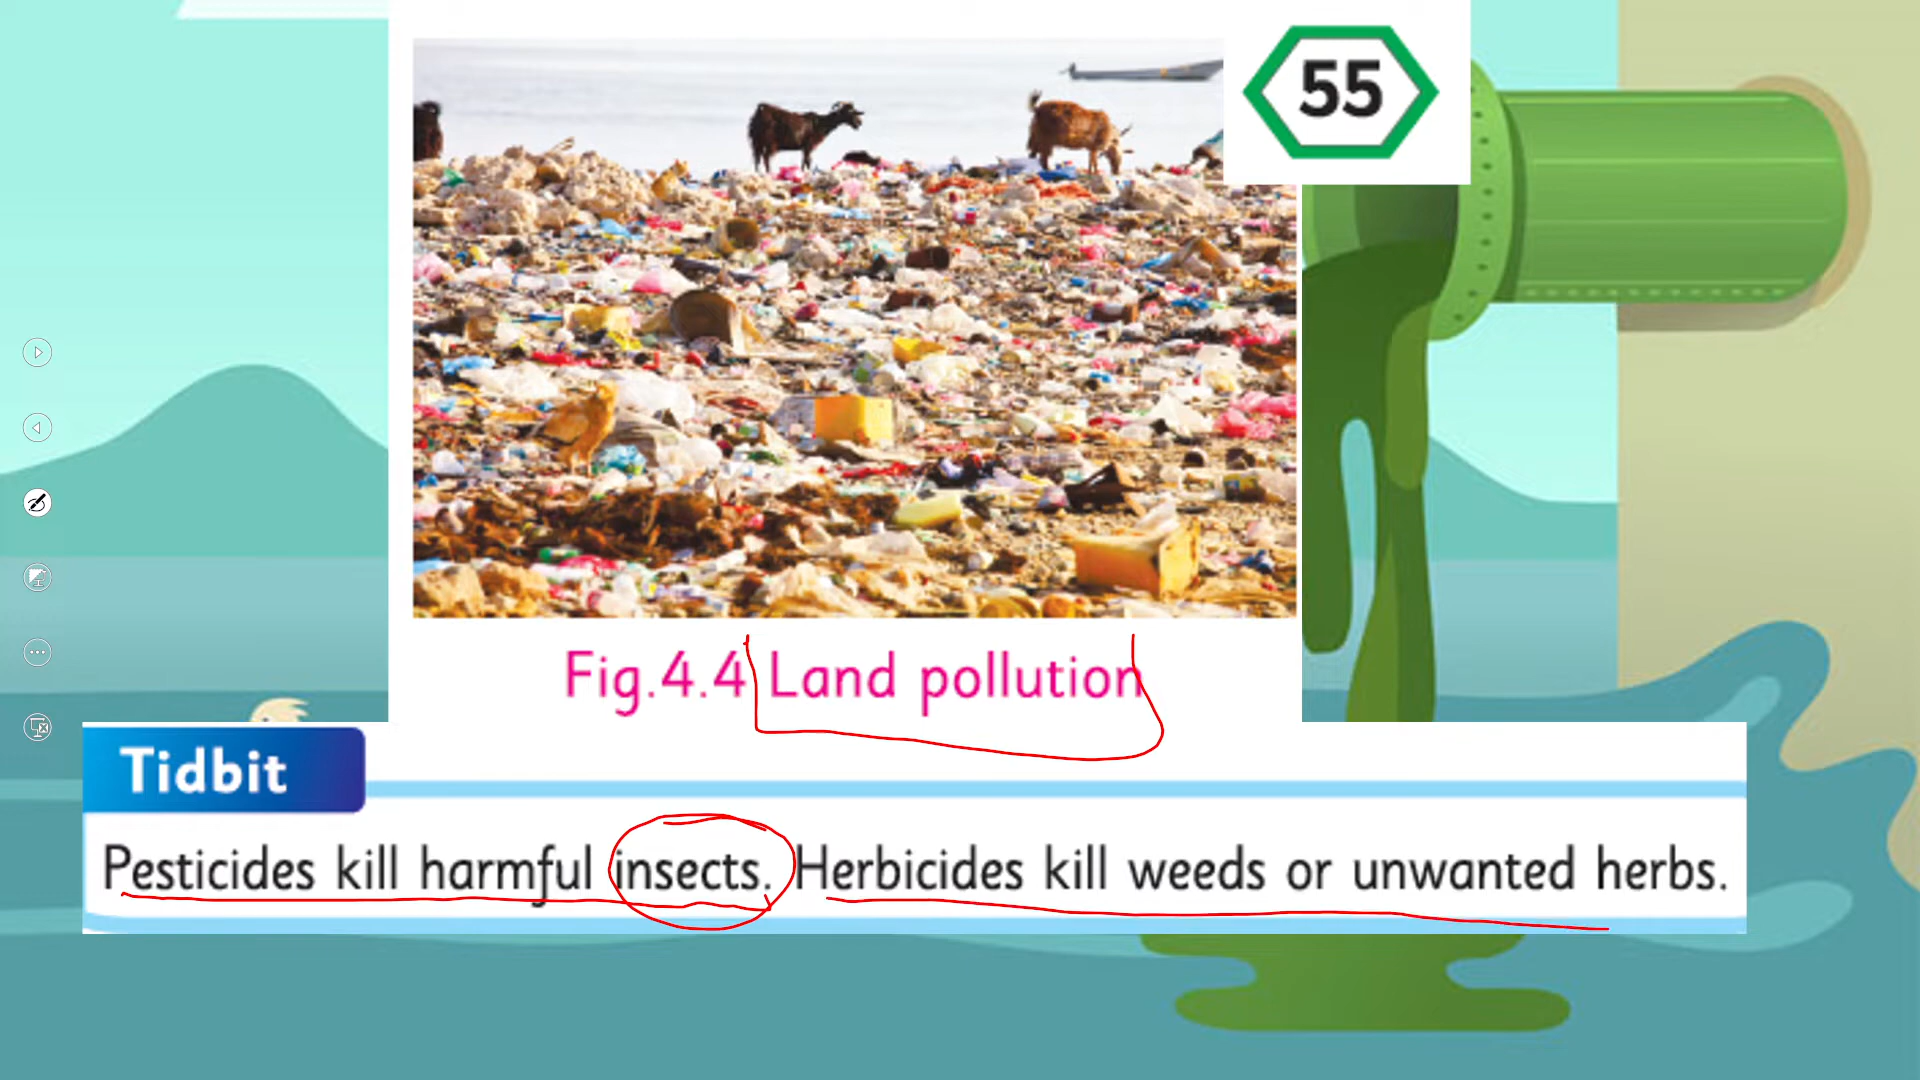 55
Fig.4.4 Land pollution
Tidbit
Pesticides kill harmful insects. Herbicides kill weeds or unwanted herbs.